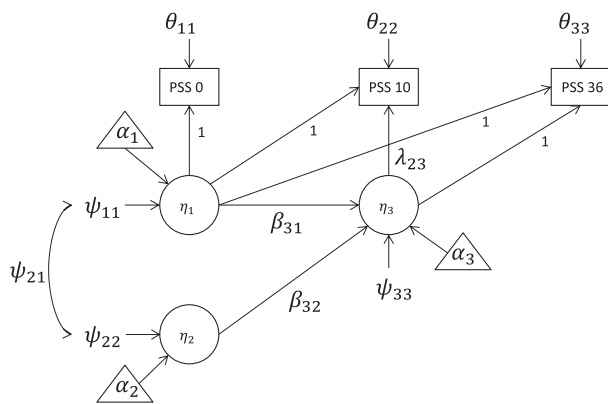 θ₁₁ θ₂₂ θ₃₃
PSS 0 PSS 10 PSS 36
α₁ 1 1 1 1
λ₂₃
ψ₁₁ η₁ β₃₁ η₃
α₃
ψ₂₁ β₃₂ ψ₃₃
ψ₂₂ η₂
α₂